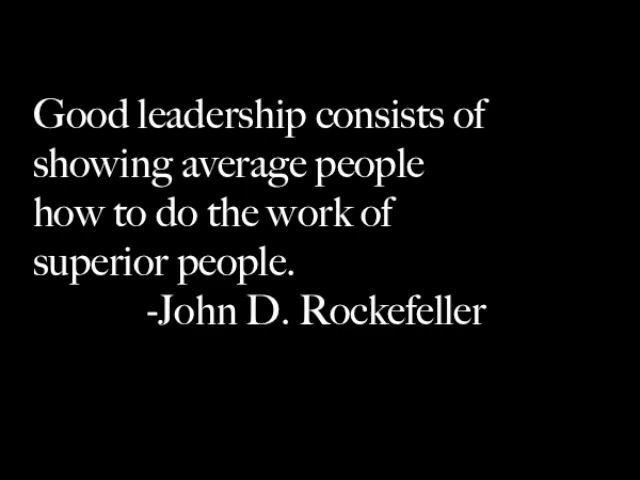 Good leadership consists of
showing average people
how to do the work of
superior people.
-John D. Rockefeller